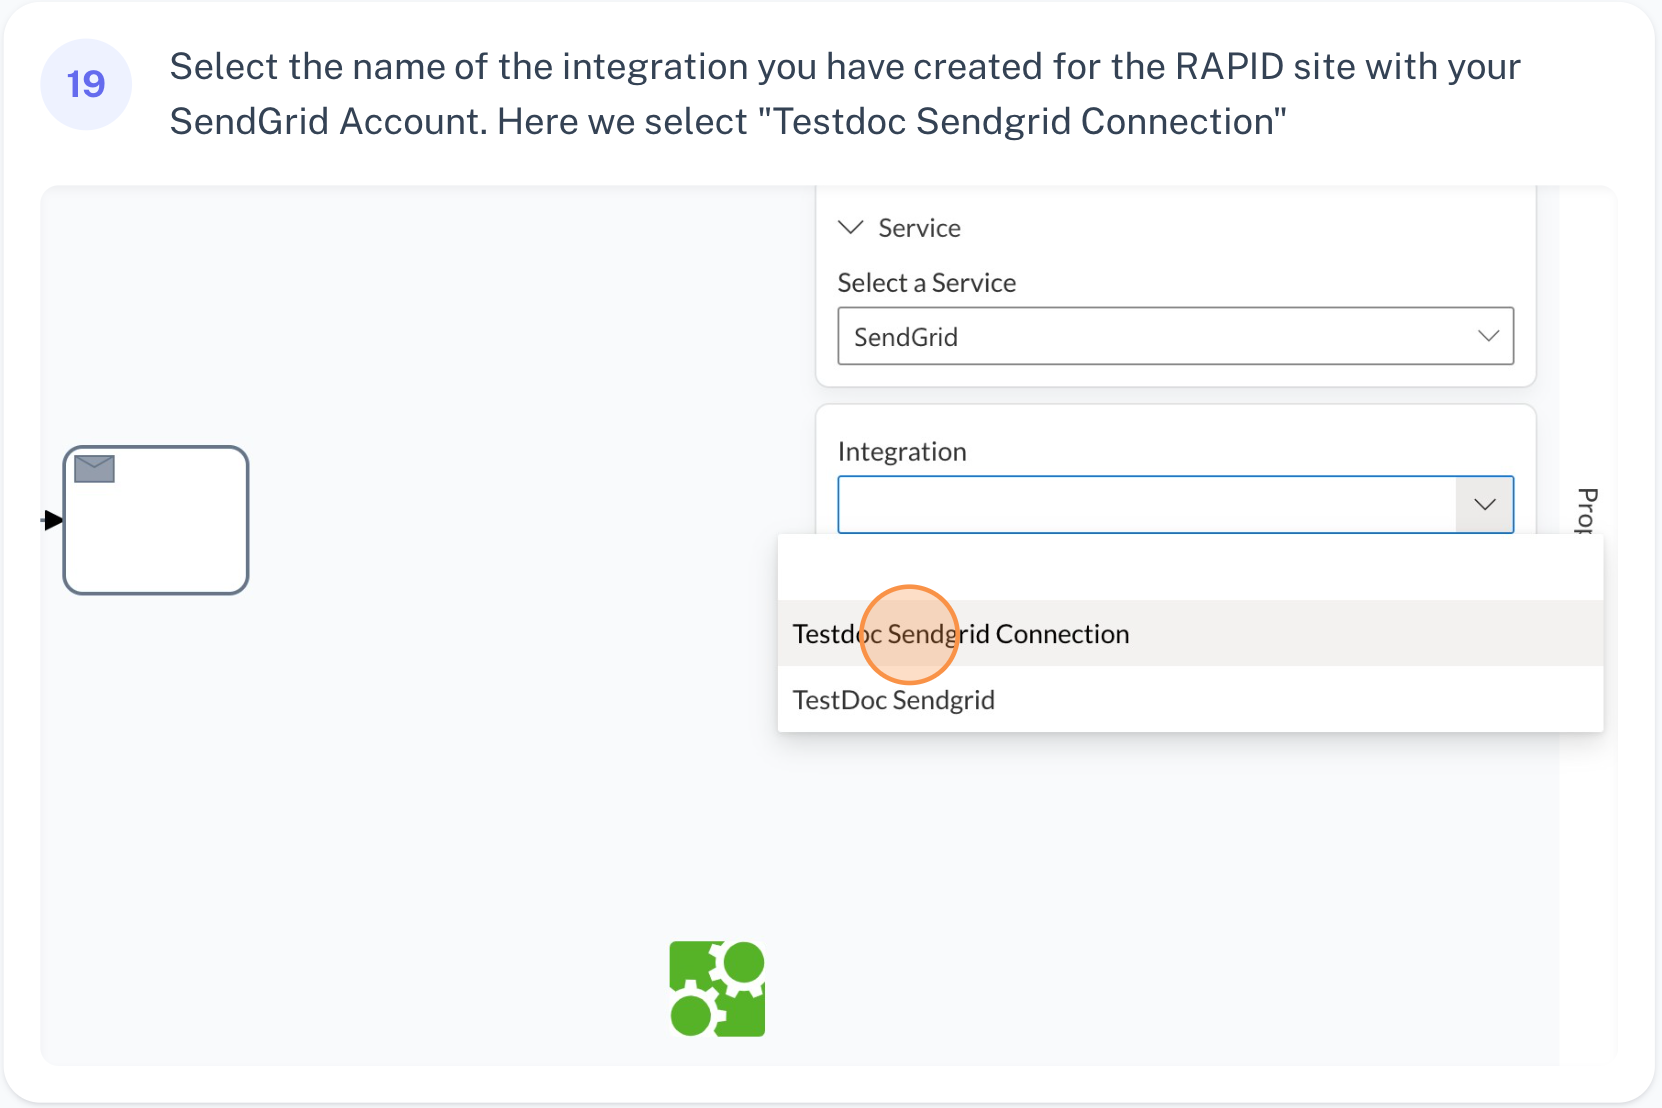 19
Select the name of the integration you have created for the RAPID site with your
SendGrid Account. Here we select "Testdoc Sendgrid Connection"
Service
Select a Service
SendGrid
Integration
Testdoc Sendgrid Connection
TestDoc Sendgrid